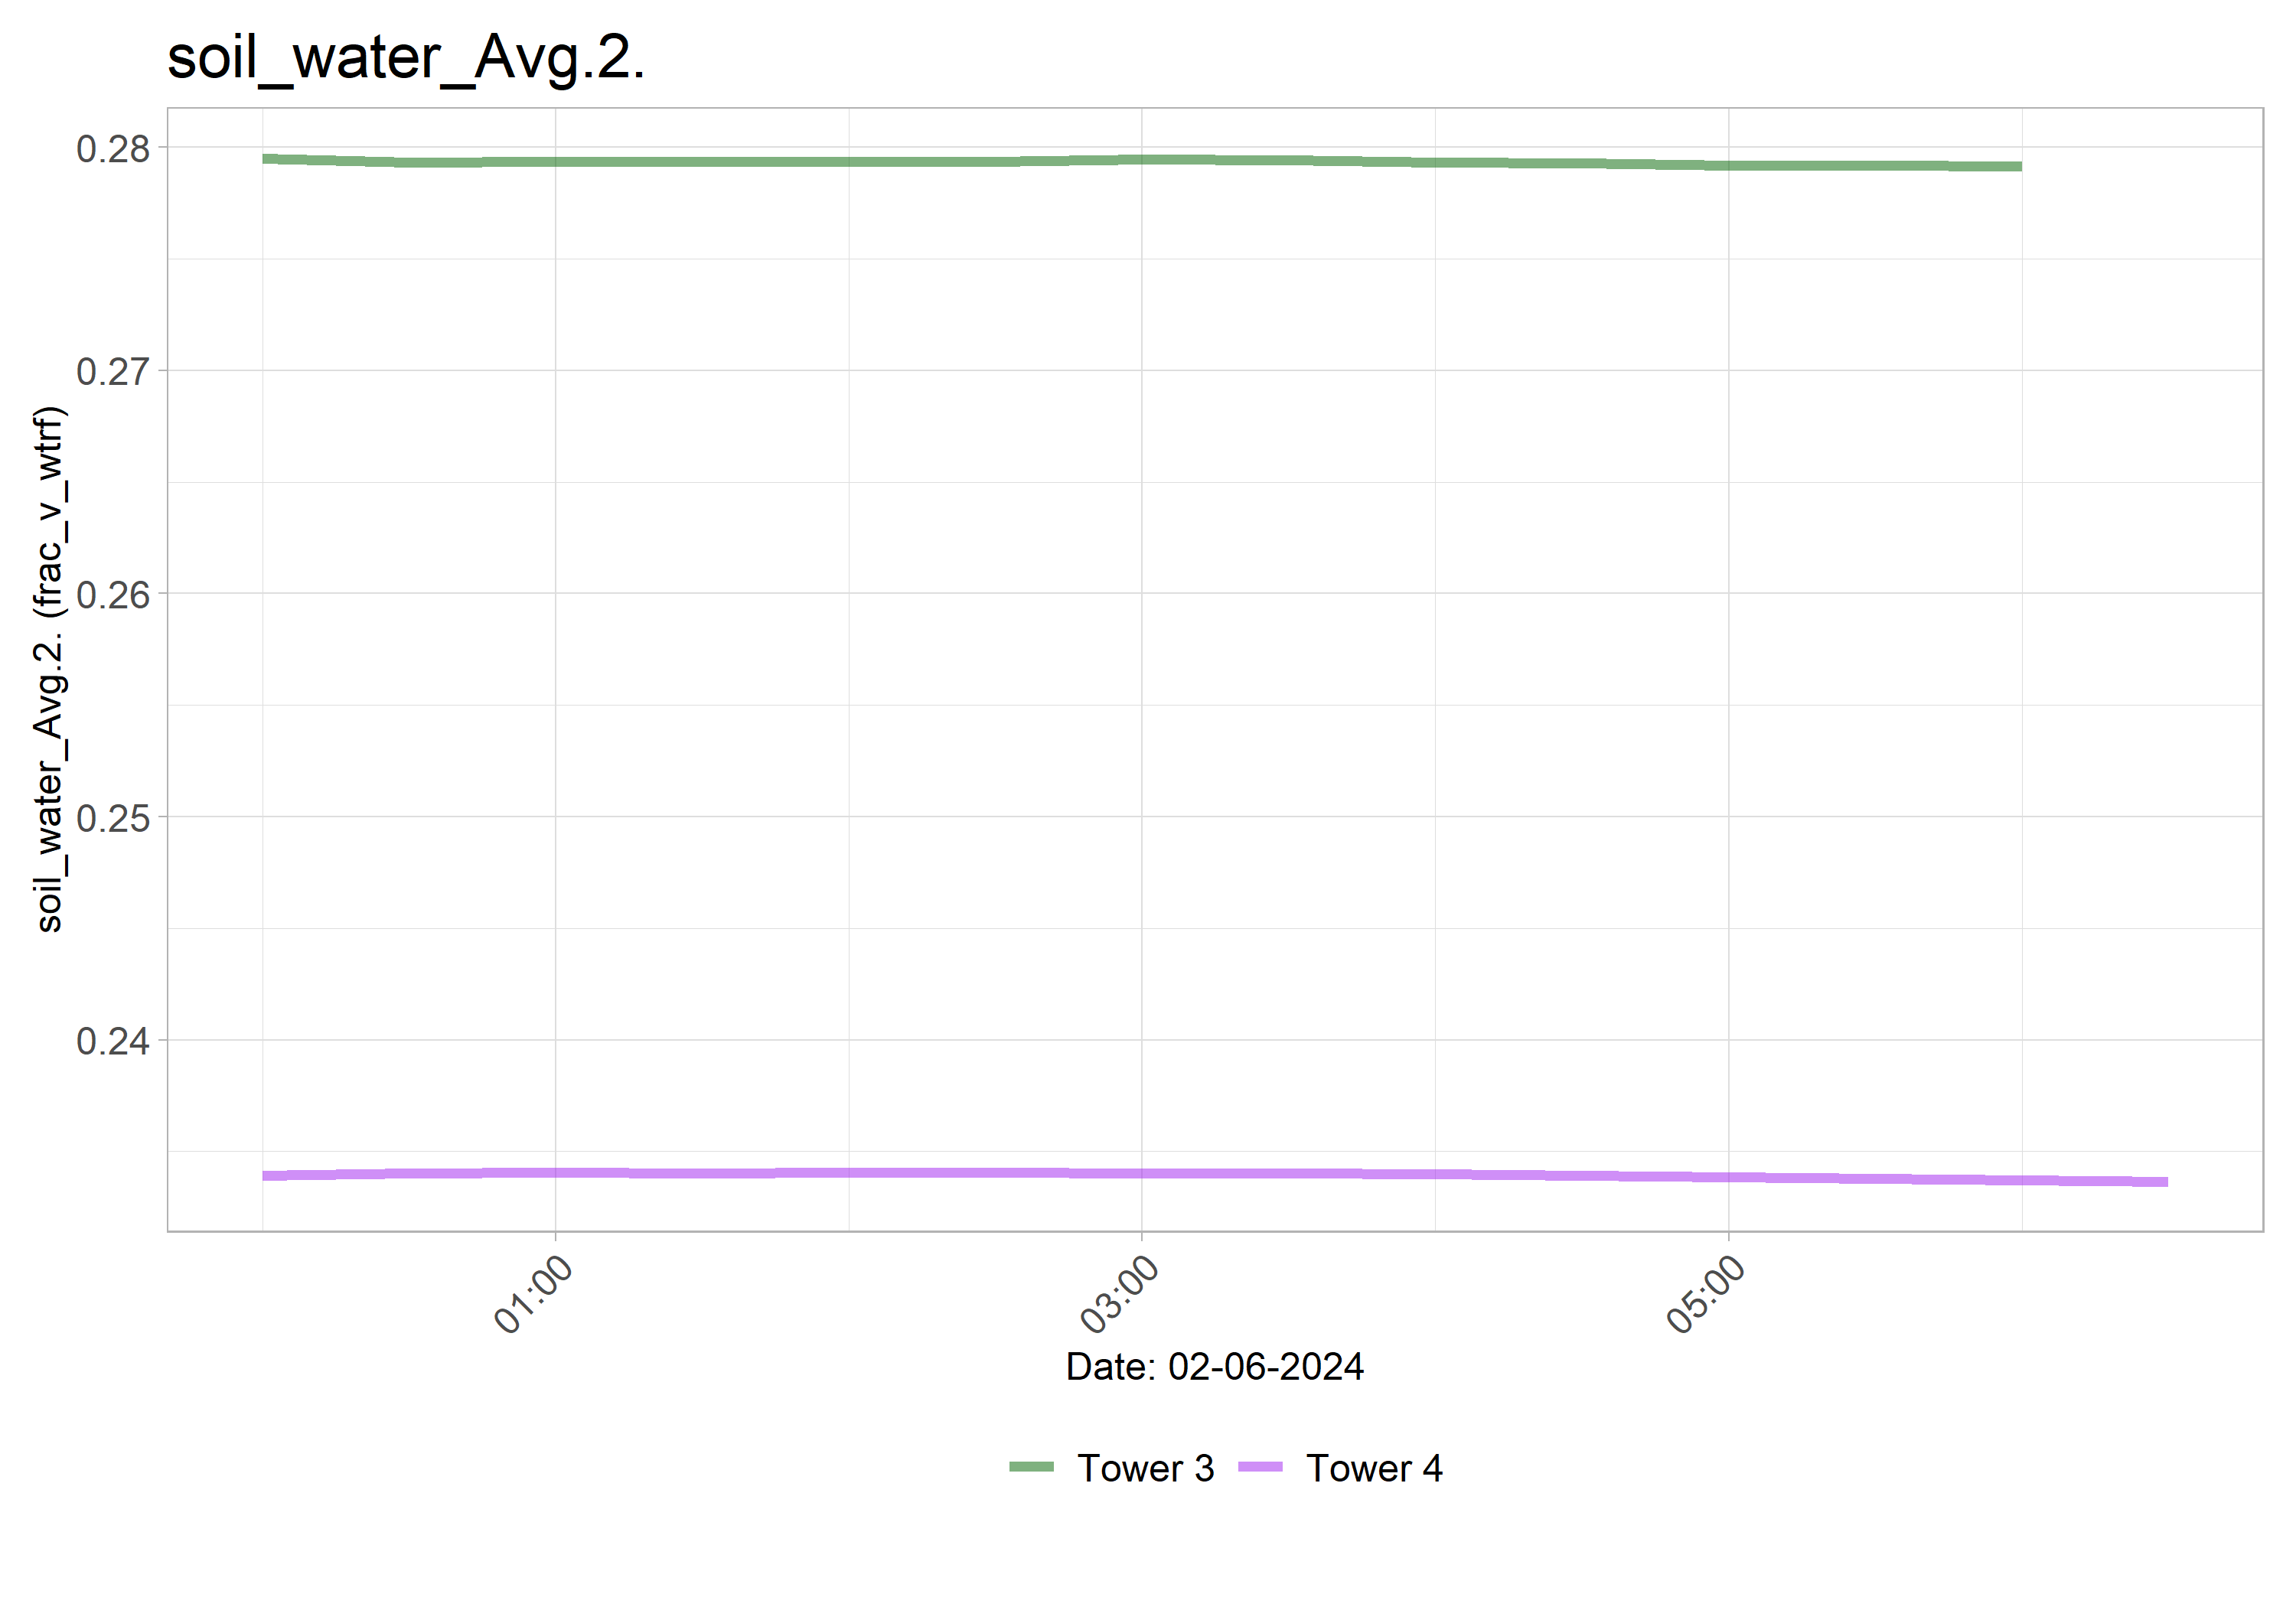 soil_water_Avg.2.
soil_water_Avg.2. (frac_v_wtrf)
0.28
0.27
0.26
0.25
0.24
01:00
03:00
05:00
Date: 02-06-2024
Tower 3
Tower 4